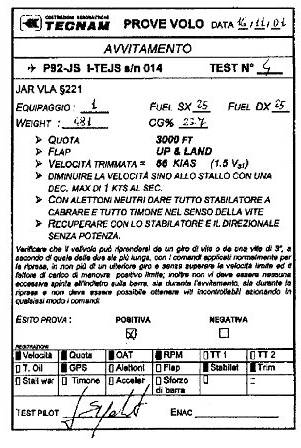 COSTRUZIONI AERONAUTICHE
TECNAM PROVE VOLO DATA 16/11/01
AVVITAMENTO
P92-JS 1-TEJS s/n 014 TEST N° 4
JAR VLA §221
EQUIPAGGIO: 1 FUEL SX 25 FUEL DX 25
WEIGHT: 481 CG%
QUOTA 3000 FT
FLAP UP & LAND
VELOCITÀ TRIMMATA = 66 KIAS (1.5 VS1)
DIMINUIRE LA VELOCITÀ SINO ALLO STALLO CON UNA
DEC. MAX DI 1 KTS AL SEC.
CON ALETTONI NEUTRI DARE TUTTO STABILATORE A
CABRARE E TUTTO TIMONE NEL SENSO DELLA VITE
RECUPERARE CON LO STABILATORE E IL DIREZIONALE
SENZA POTENZA.
Verificare che il velivolo può riprendersi da un giro di vite o da una vite di 3", a
secondo di quale delle due sia più lunga, con i comandi applicati normalmente per
la ripresa, in non più di un ulteriore giro e senza superare la velocità limite ed il
fattore di carico di manovra positivo limite; inoltre non vi deve essere nessuna
eccessiva spinta all'indietro sulla barra, sia durante l'avvitamento, sia durante la
ripresa e non deve essere possibile ottenere viti incontrollabili azionando in
qualsiasi modo i comandi.
ESITO PROVA: POSITIVA NEGATIVA
REGISTRAZIONI
Velocità Quota OAT RPM TT 1 TT 2
T. Oil GPS Alettoni Flap Stabilat Trim
Stall war Timone Acceler Sforzo
di barra
TEST PILOT ENAC